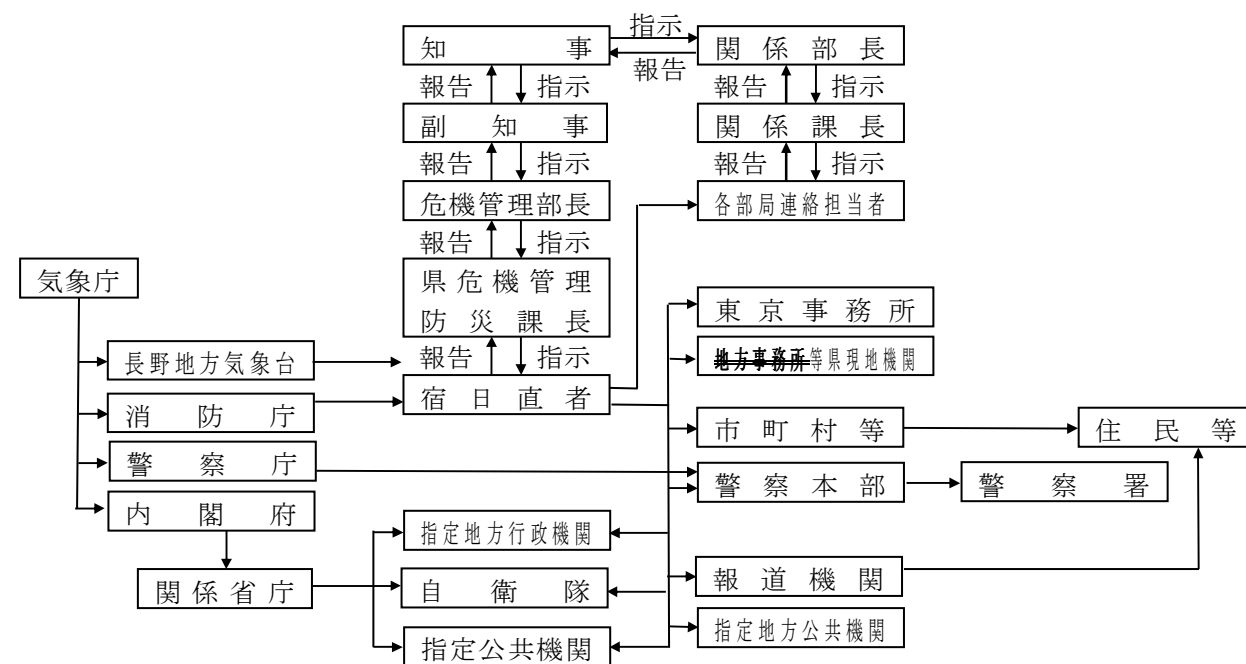 指示
知事
関係部長
報告
報告
指示
報告
指示
副知事
関係課長
報告
指示
報告
指示
危機管理部長
各部局連絡担当者
報告
指示
気象庁
県危機管理
防災課長
東京事務所
長野地方気象台
報告
指示
地方事務所等県現地機関
消防庁
宿日直者
市町村等
住民等
警察庁
警察本部
警察署
内閣府
指定地方行政機関
関係省庁
自衛隊
報道機関
指定公共機関
指定地方公共機関